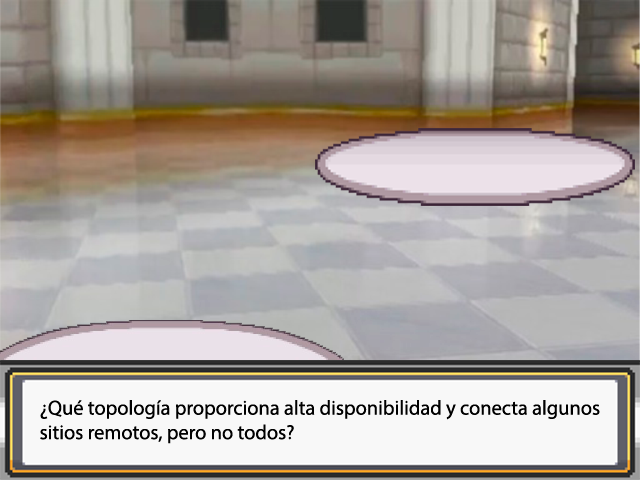 ¿Qué topología proporciona alta disponibilidad y conecta algunos
sitios remotos, pero no todos?